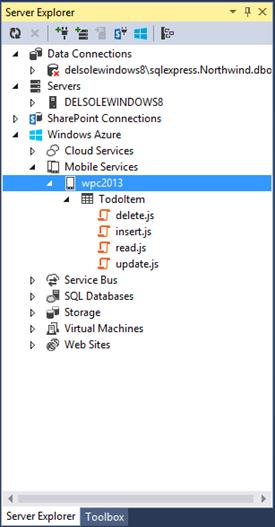 Server Explorer
Data Connections
delsolewindows8\sqlexpress.Northwind.dbo
Servers
DELSOLEWINDOWS8
SharePoint Connections
Windows Azure
Cloud Services
Mobile Services
wpc2013
TodoItem
delete.js
insert.js
read.js
update.js
Service Bus
SQL Databases
Storage
Virtual Machines
Web Sites
Server Explorer Toolbox